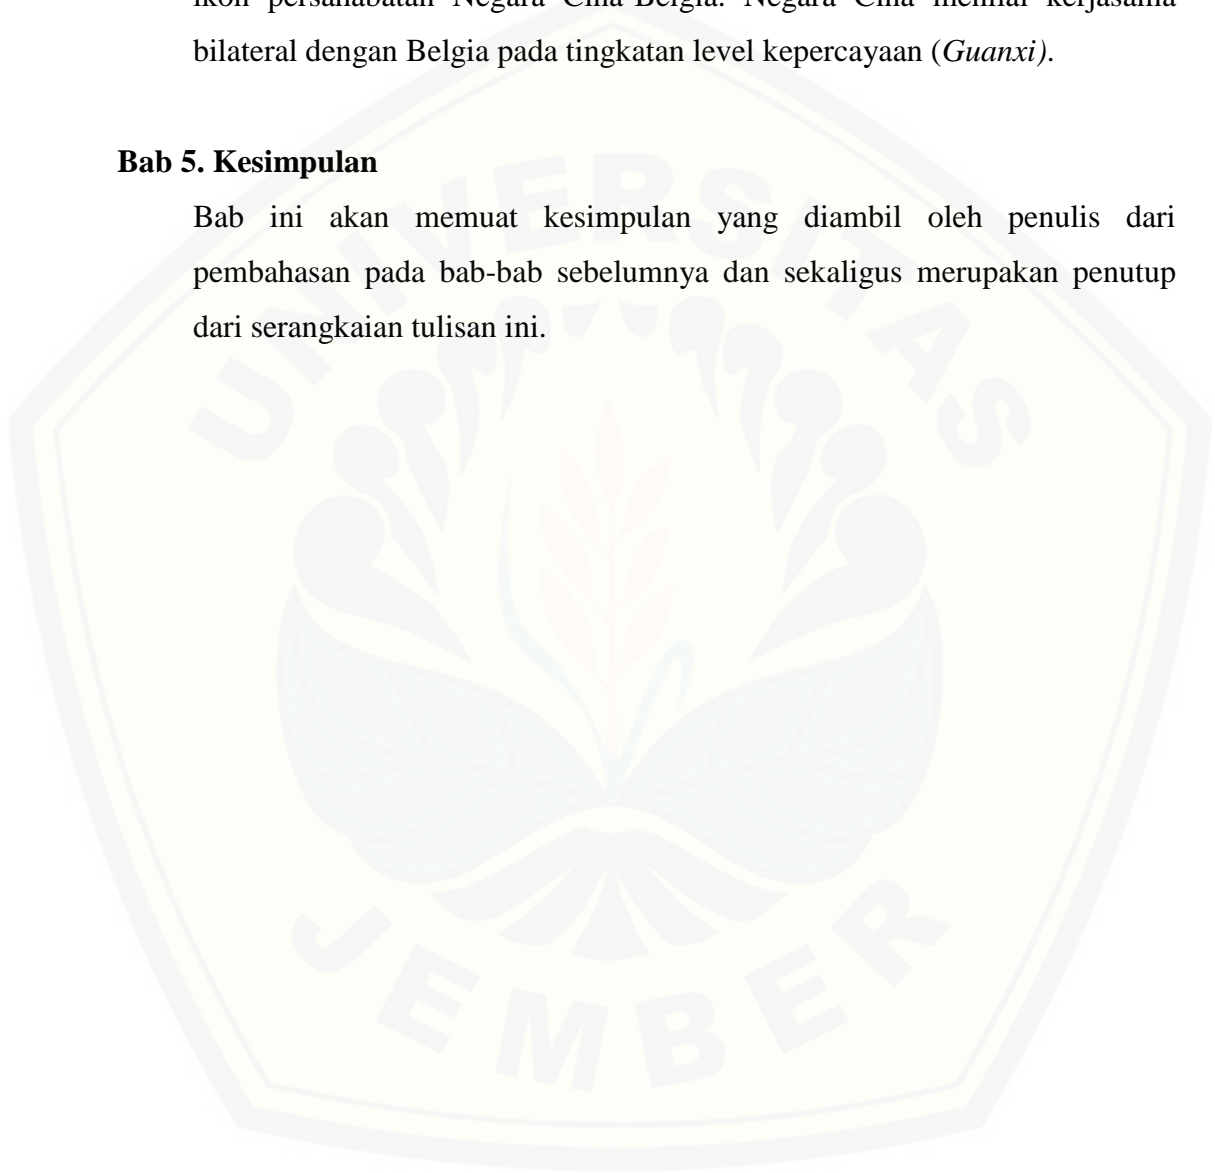 ikon persahabatan Negara Cina-Belgia. Negara Cina menilai kerjasama
bilateral dengan Belgia pada tingkatan level kepercayaan (Guanxi).
Bab 5. Kesimpulan
Bab ini akan memuat kesimpulan yang diambil oleh penulis dari
pembahasan pada bab-bab sebelumnya dan sekaligus merupakan penutup
dari serangkaian tulisan ini.
UNIVERSITAS
JEMBER